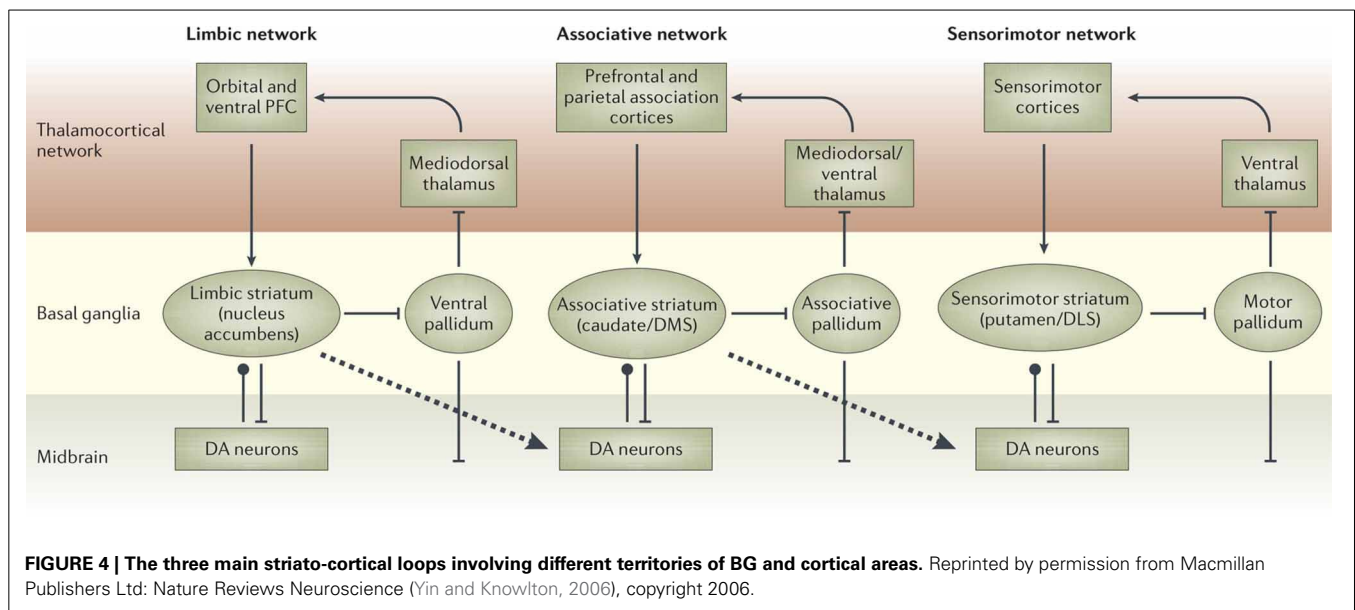 Limbic network
Associative network
Sensorimotor network
Thalamocortical
network
Orbital and
ventral PFC
Mediodorsal
thalamus
Prefrontal and
parietal association
cortices
Mediodorsal/
ventral
thalamus
Sensorimotor
cortices
Ventral
thalamus
Basal ganglia
Limbic striatum
(nucleus
accumbens)
Ventral
pallidum
Associative striatum
(caudate/DMS)
Associative
pallidum
Sensorimotor striatum
(putamen/DLS)
Motor
pallidum
Midbrain
DA neurons
DA neurons
DA neurons
FIGURE 4 | The three main striato-cortical loops involving different territories of BG and cortical areas. Reprinted by permission from Macmillan
Publishers Ltd: Nature Reviews Neuroscience (Yin and Knowlton, 2006), copyright 2006.